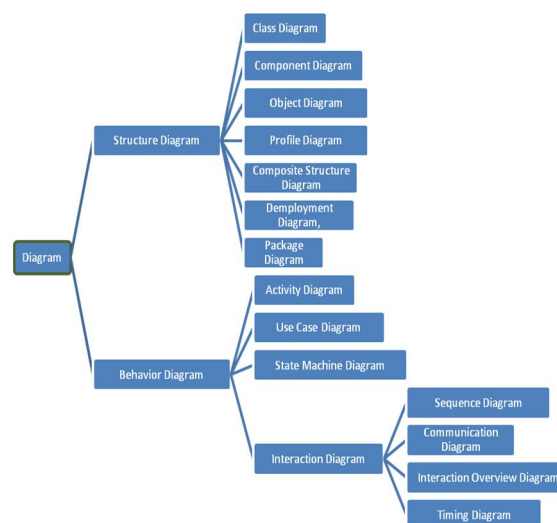 Class Diagram
Component Diagram
Object Diagram
Structure Diagram
Profile Diagram
Composite Structure
Diagram
Demployment
Diagram,
Package
Diagram
Diagram
Activity Diagram
Use Case Diagram
State Machine Diagram
Behavior Diagram
Sequence Diagram
Communication
Diagram
Interaction Diagram
Interaction Overview Diagram
Timing Diagram